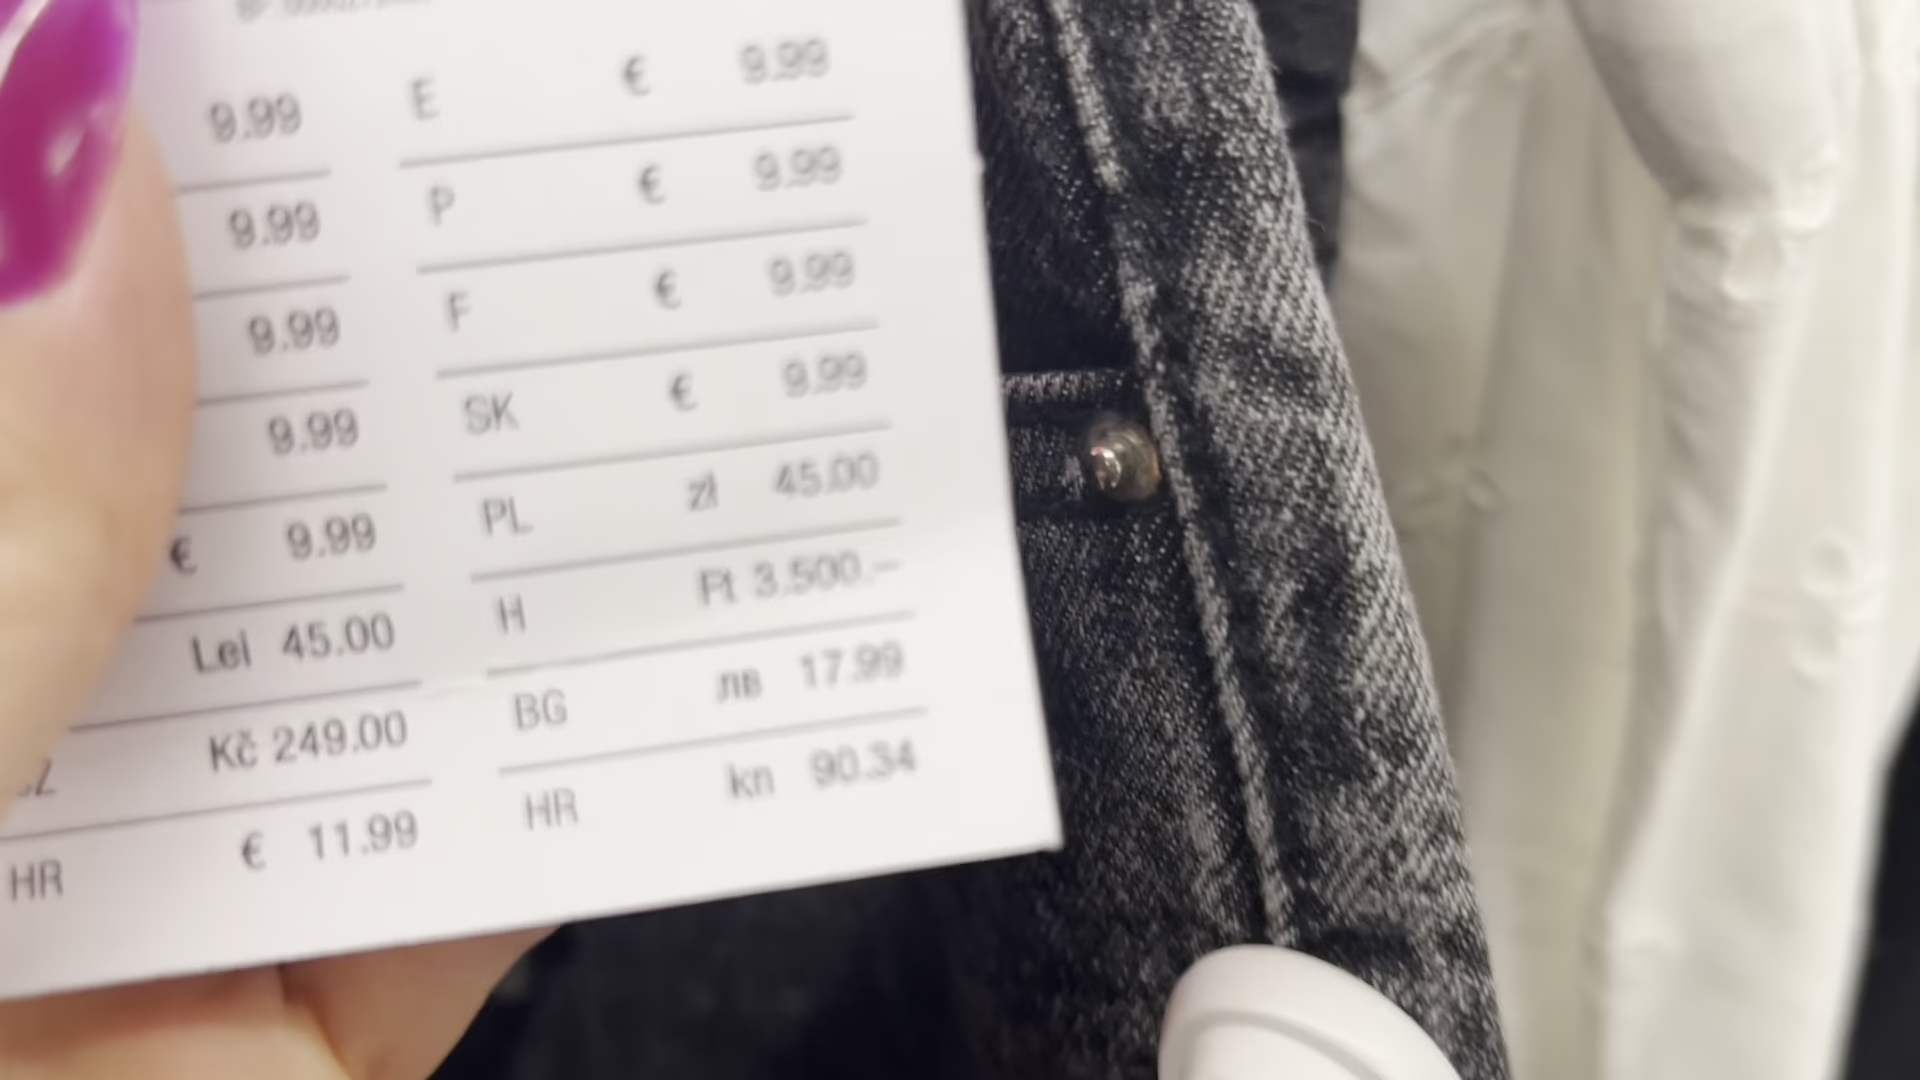 9.99 E € 9.99
9.99 P € 9.99
9.99 F € 9.99
9.99 SK € 9.99
€ 9.99 PL zł 45.00
Lei 45.00 H Ft 3.500.–
Kč 249.00 BG лв 17.99
HR € 11.99 HR kn 90.34